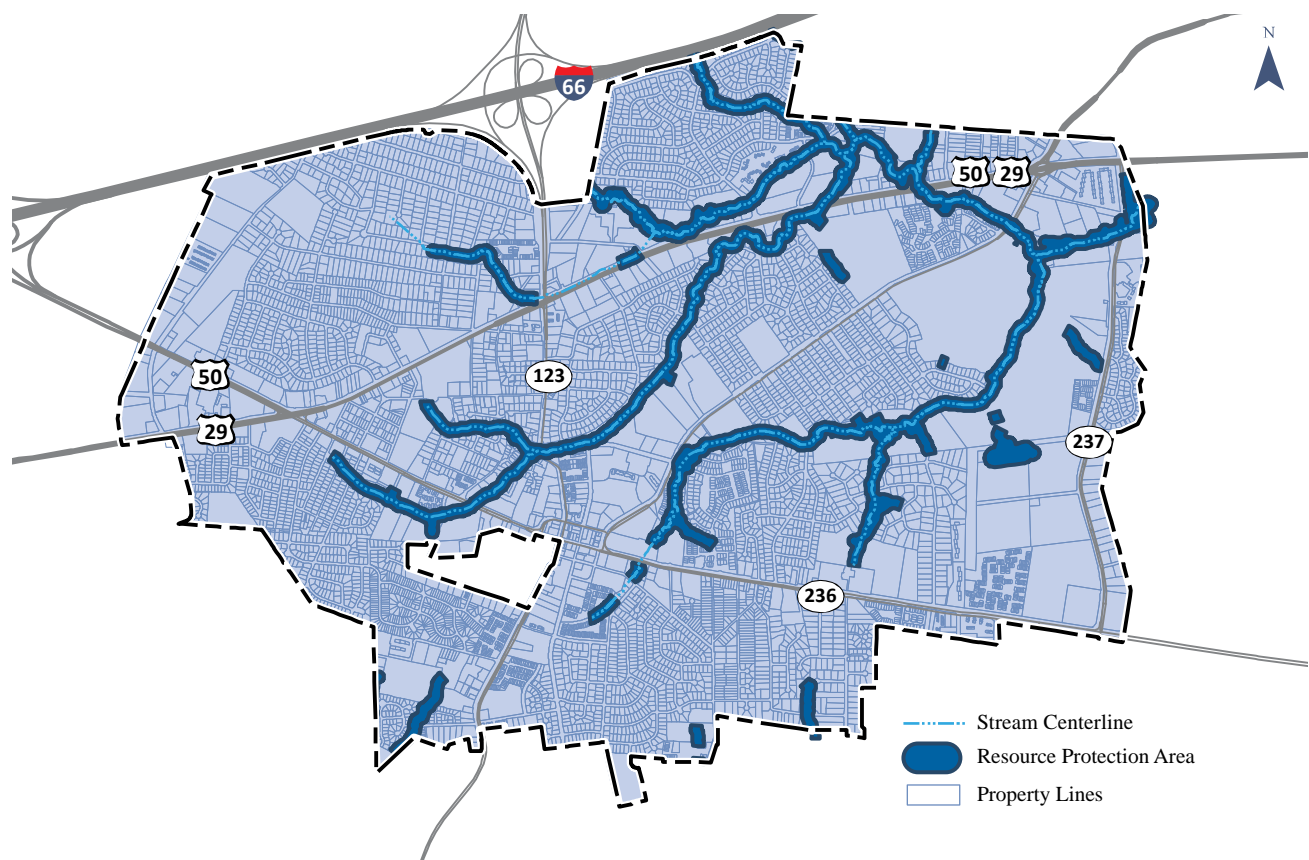 N
66
50 29
50
123
29
237
236
Stream Centerline
Resource Protection Area
Property Lines